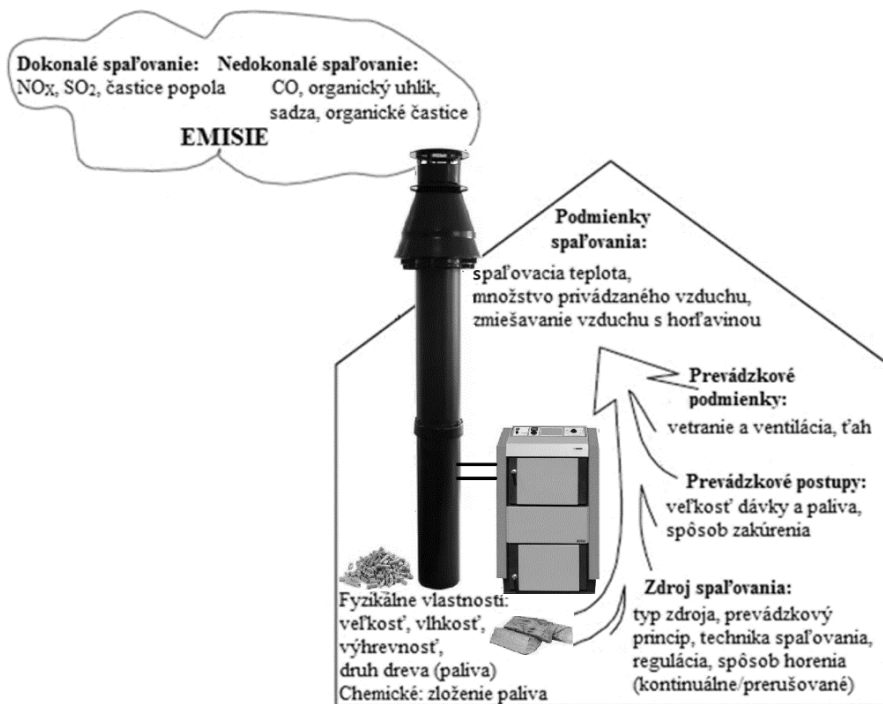 Dokonalé spaľovanie: Nedokonalé spaľovanie:
NOx, SO₂, častice popola CO, organický uhlík,
sadza, organické častice
EMISIE
Podmienky
spaľovania:
spaľovacia teplota,
množstvo privádzaného vzduchu,
zmiešavanie vzduchu s horľavinou
Prevádzkové
podmienky:
vetranie a ventilácia, ťah
Prevádzkové postupy:
veľkosť dávky a paliva,
spôsob zakúrenia
Zdroj spaľovania:
typ zdroja, prevádzkový
princip, technika spaľovania,
regulácia, spôsob horenia
(kontinuálne/prerušované)
Fyzikálne vlastnosti:
veľkosť, vlhkosť,
výhrevnosť,
druh dreva (paliva)
Chemické: zloženie paliva